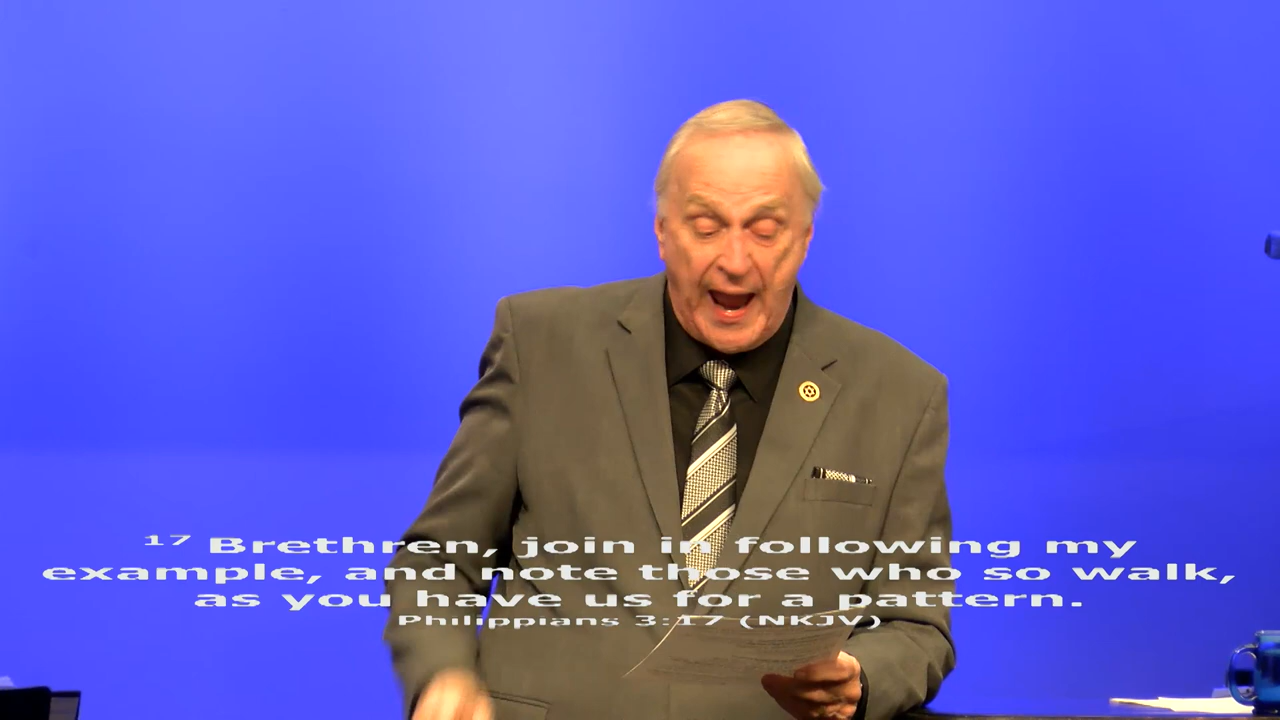 ¹⁷ Brethren, join in following my
example, and note those who so walk,
as you have us for a pattern.
Philippians 3:17 (NKJV)